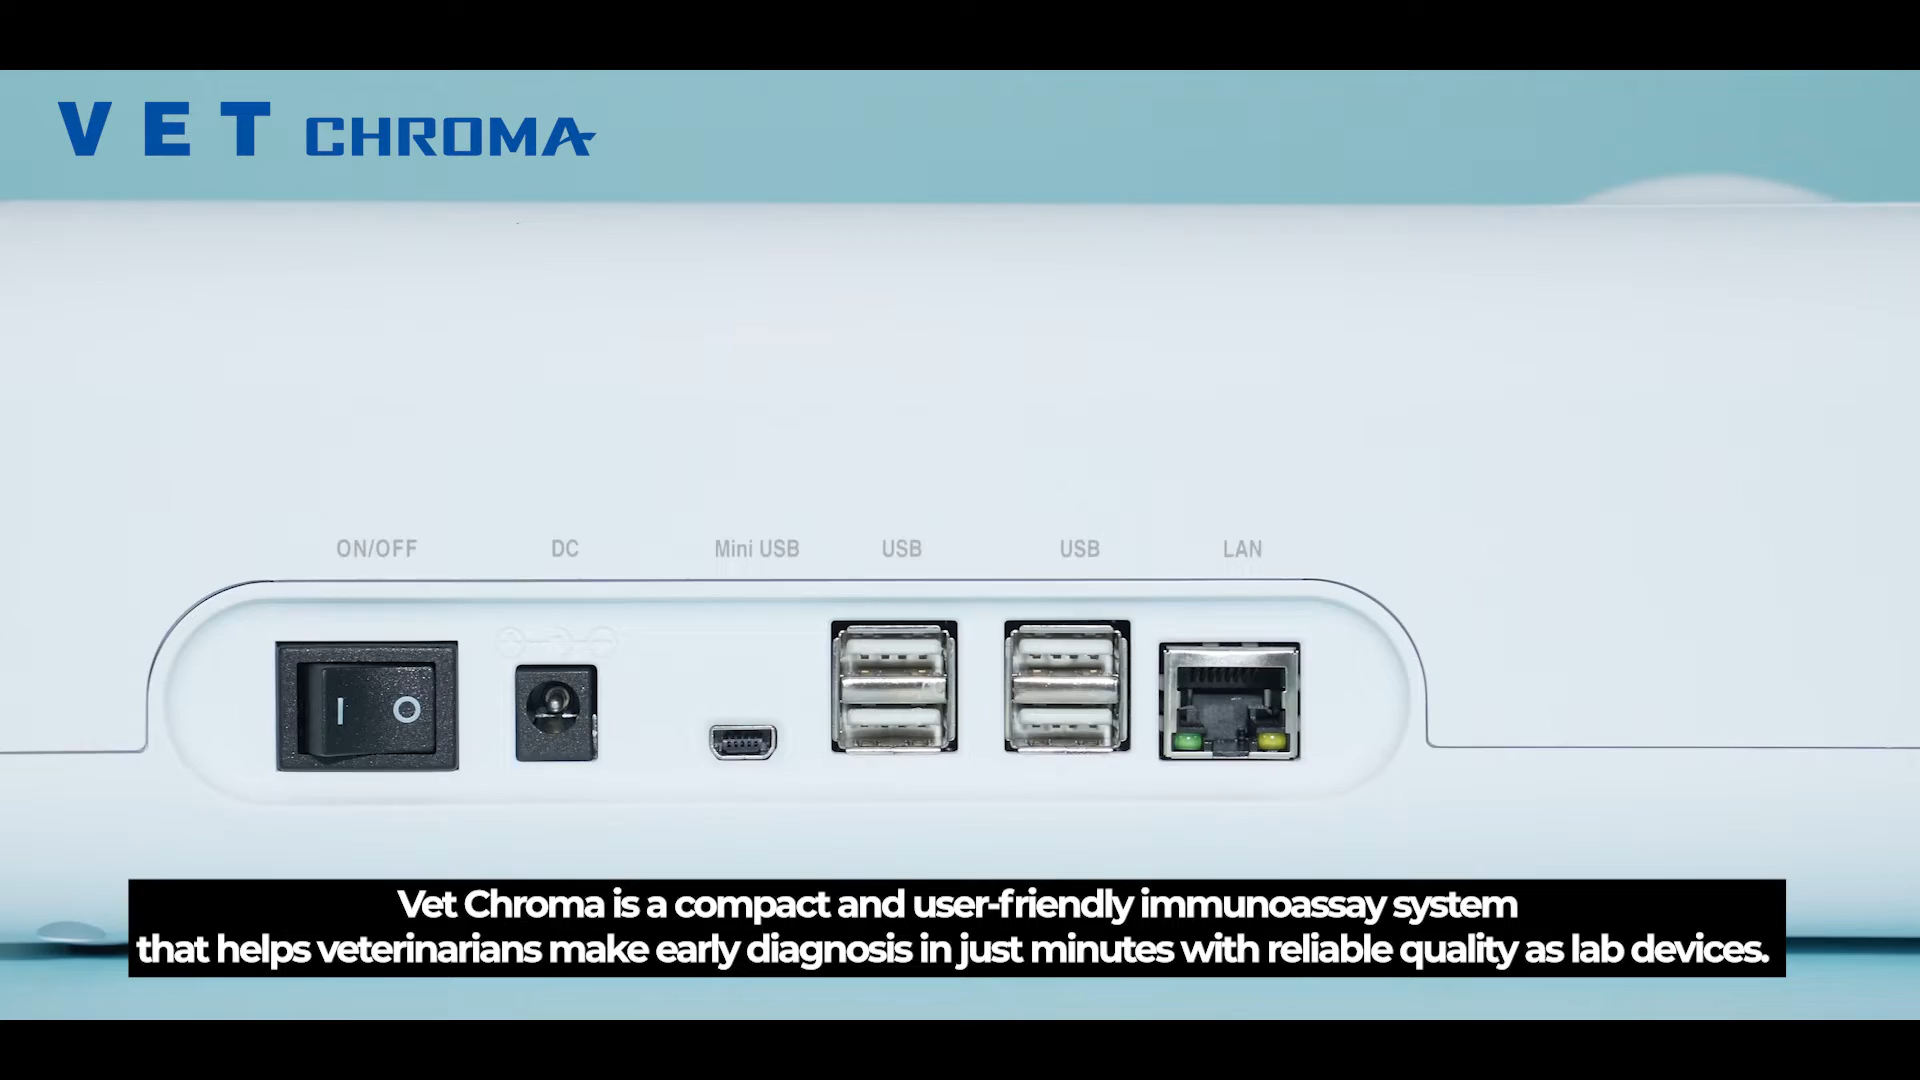 VET CHROMA
ON/OFF DC Mini USB USB USB LAN
Vet Chroma is a compact and user-friendly immunoassay system
that helps veterinarians make early diagnosis in just minutes with reliable quality as lab devices.